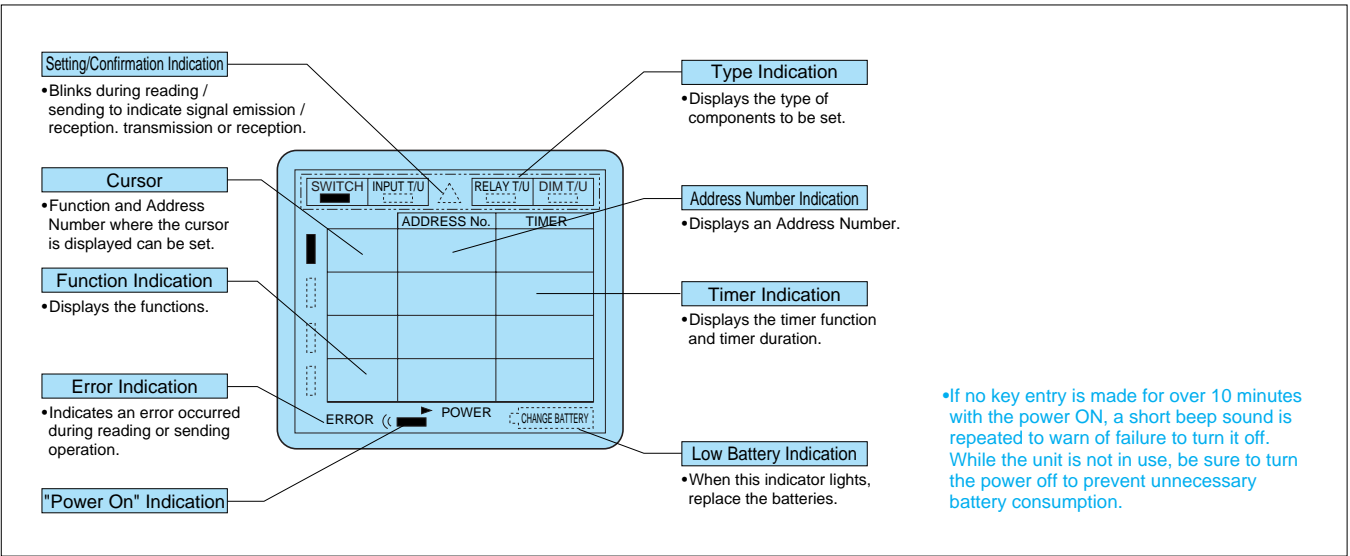 Setting/Confirmation Indication
•Blinks during reading /
sending to indicate signal emission /
reception. transmission or reception.
Cursor
•Function and Address
Number where the cursor
is displayed can be set.
Function Indication
•Displays the functions.
Error Indication
•Indicates an error occurred
during reading or sending
operation.
"Power On" Indication
SWITCH INPUT T/U RELAY T/U DIM T/U
ADDRESS No. TIMER
ERROR POWER CHANGE BATTERY
Type Indication
•Displays the type of
components to be set.
Address Number Indication
•Displays an Address Number.
Timer Indication
•Displays the timer function
and timer duration.
Low Battery Indication
•When this indicator lights,
replace the batteries.
•If no key entry is made for over 10 minutes
with the power ON, a short beep sound is
repeated to warn of failure to turn it off.
While the unit is not in use, be sure to turn
the power off to prevent unnecessary
battery consumption.